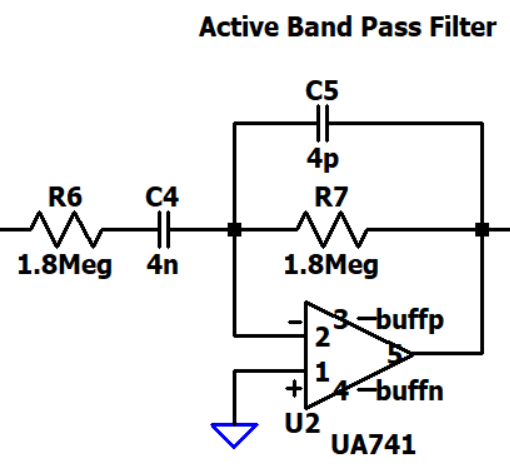 Active Band Pass Filter
C5
4p
R6 C4 R7
1.8Meg 4n 1.8Meg
− 3 buffp
2
5
1
+ 4 buffn
U2
UA741